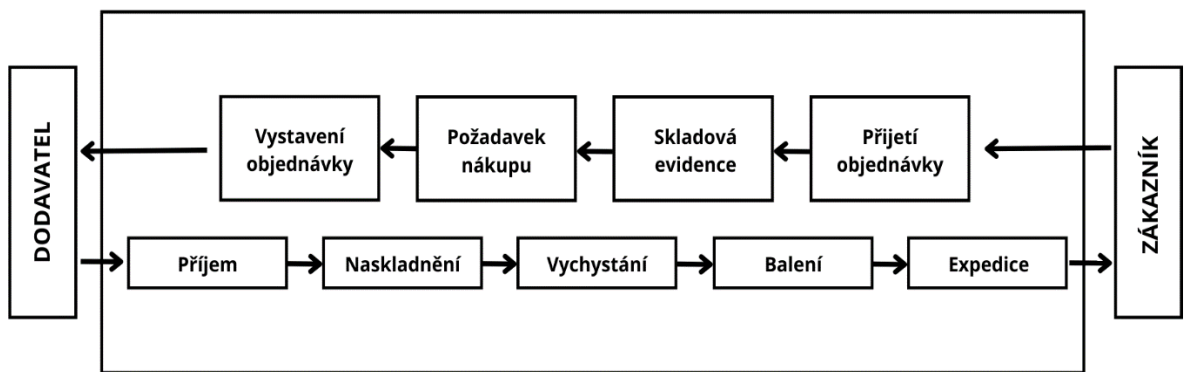 DODAVATEL
Vystavení
objednávky
Požadavek
nákupu
Skladová
evidence
Přijetí
objednávky
ZÁKAZNÍK
Příjem
Naskladnění
Vychystání
Balení
Expedice